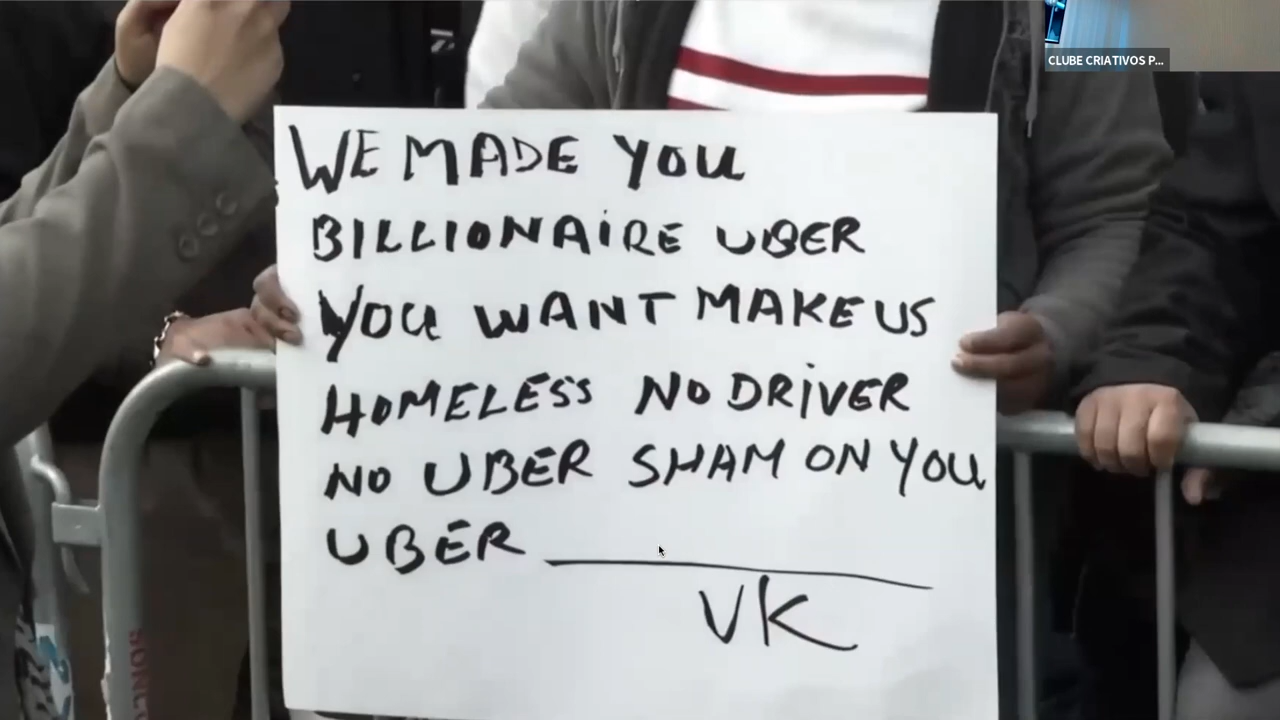 CLUBE CRIATIVOS P...
WE MADE YOU
BILLIONAIRE UBER
YOU WANT MAKE US
HOMELESS NO DRIVER
NO UBER SHAM ON YOU
UBER
VK